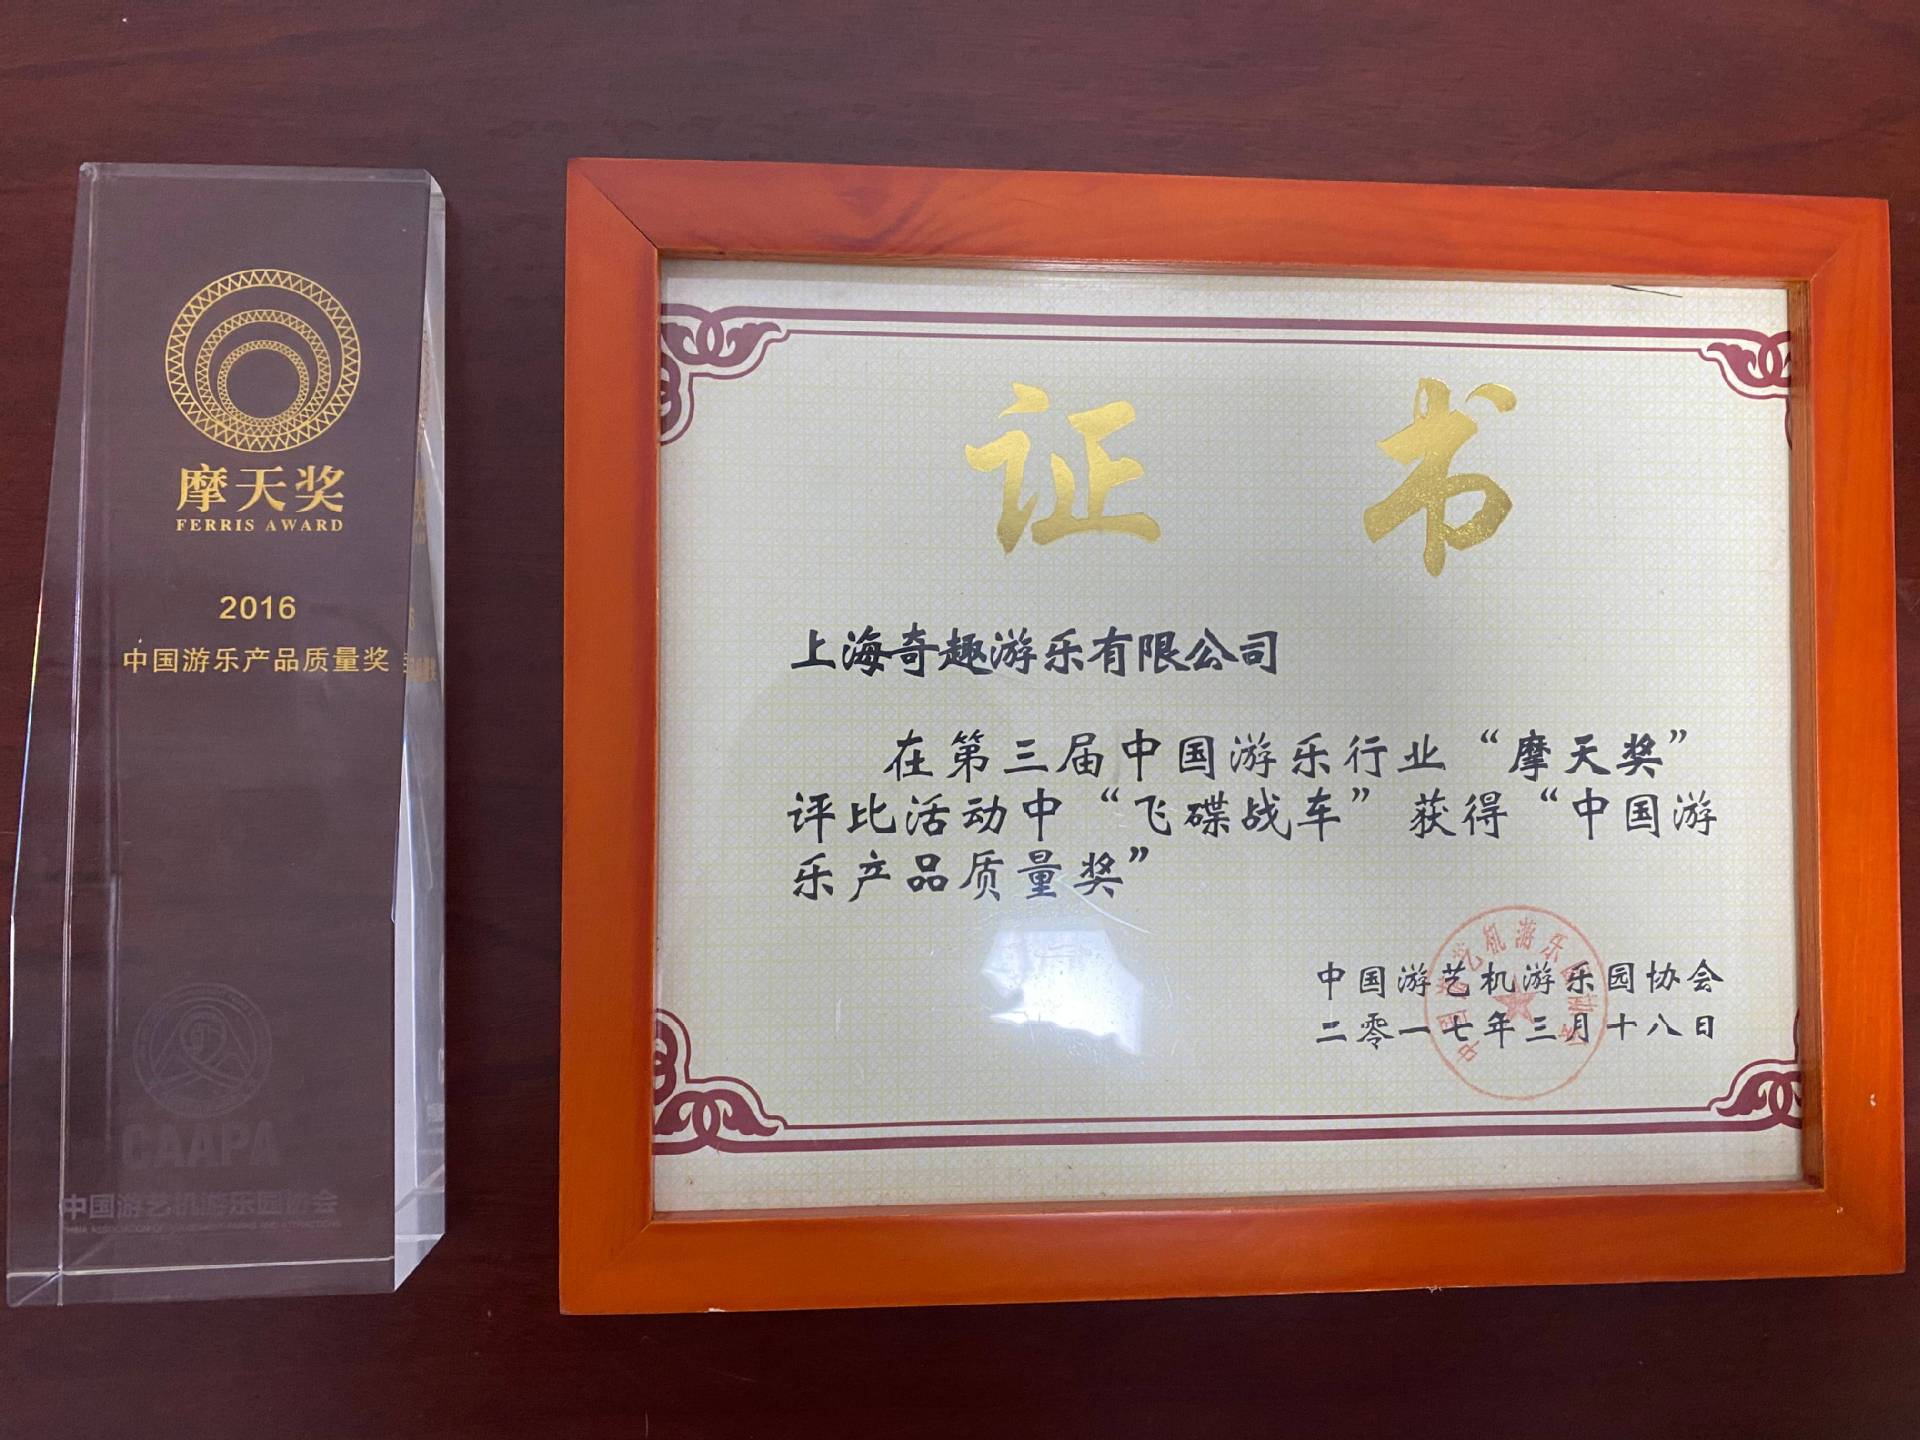 摩天奖
FERRIS AWARD
2016
中国游乐产品质量奖
CAAPA
中国游艺机游乐园协会
证书
上海奇趣游乐有限公司
在第三届中国游乐行业“摩天奖”
评比活动中“飞碟战车”获得“中国游
乐产品质量奖”
中国游艺机游乐园协会
二零一七年三月十八日